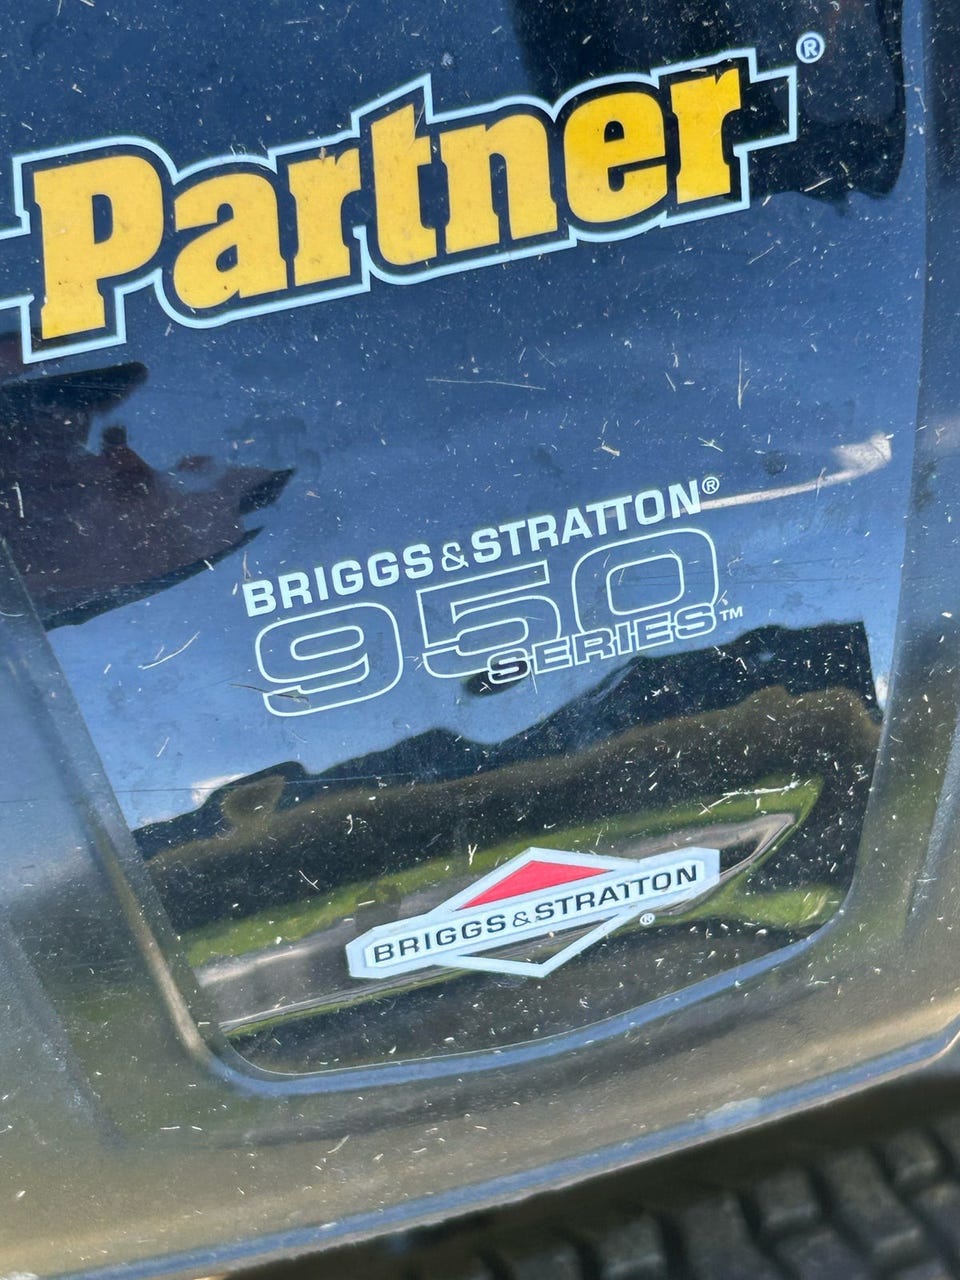 Partner®
BRIGGS & STRATTON®
950
SERIES™
BRIGGS & STRATTON
®